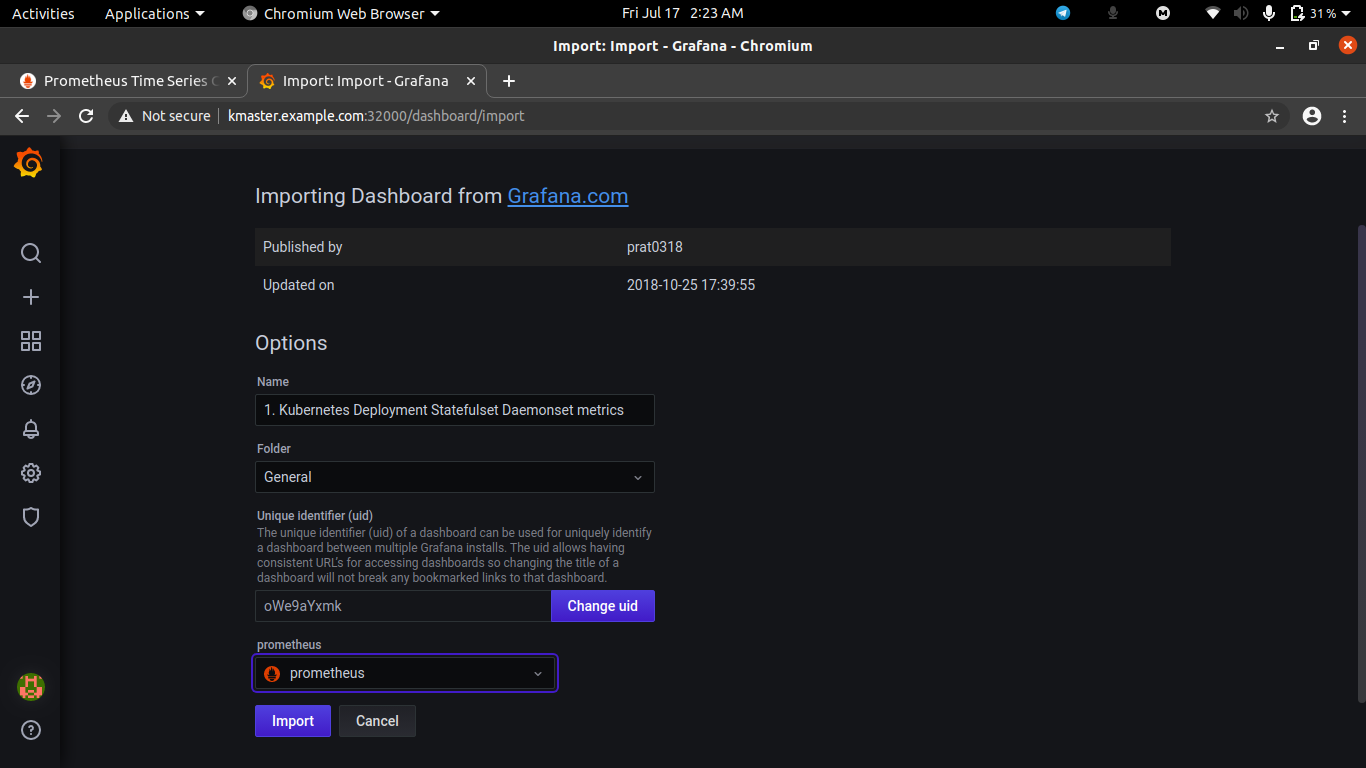 Activities Applications Chromium Web Browser Fri Jul 17 2:23 AM 31%
Import: Import - Grafana - Chromium
Prometheus Time Series Import: Import - Grafana
Not secure kmaster.example.com:32000/dashboard/import
Importing Dashboard from Grafana.com
Published by prat0318
Updated on 2018-10-25 17:39:55
Options
Name
1. Kubernetes Deployment Statefulset Daemonset metrics
Folder
General
Unique identifier (uid)
The unique identifier (uid) of a dashboard can be used for uniquely identify
a dashboard between multiple Grafana installs. The uid allows having
consistent URL's for accessing dashboards so changing the title of a
dashboard will not break any bookmarked links to that dashboard.
oWe9aYxmk Change uid
prometheus
prometheus
Import Cancel